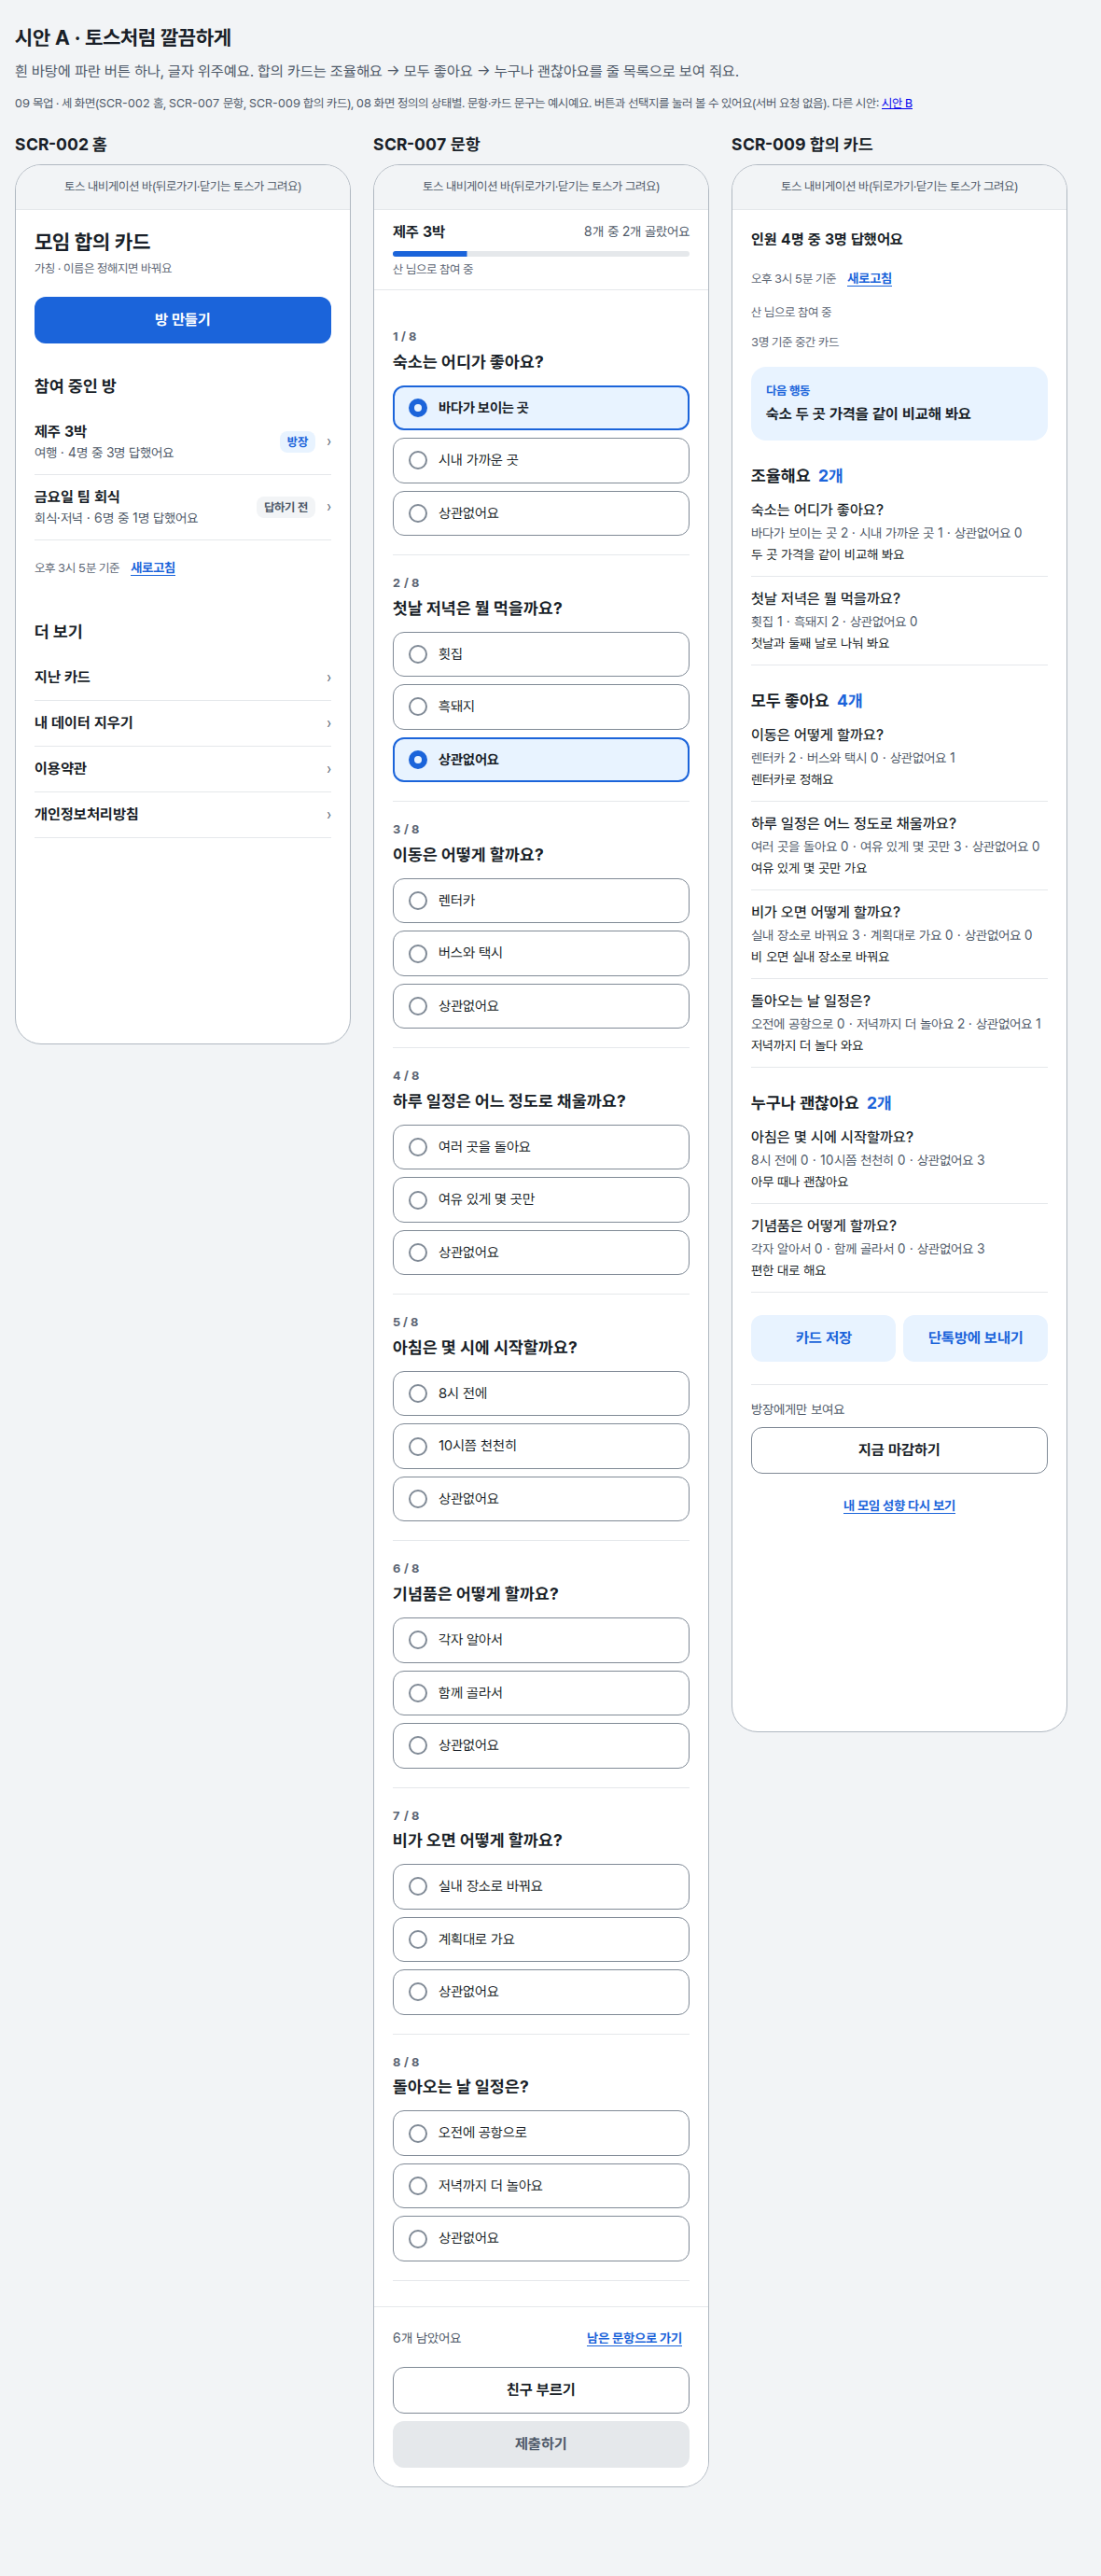 시안 A · 토스처럼 깔끔하게
흰 바탕에 파란 버튼 하나, 글자 위주예요. 합의 카드는 조율해요 → 모두 좋아요 → 누구나 괜찮아요를 줄 목록으로 보여 줘요.
09 목업 · 세 화면(SCR-002 홈, SCR-007 문항, SCR-009 합의 카드), 08 화면 정의의 상태별. 문항·카드 문구는 예시예요. 버튼과 선택지를 눌러 볼 수 있어요(서버 요청 없음). 다른 시안: 시안 B
SCR-002 홈
토스 내비게이션 바(뒤로가기·닫기는 토스가 그려요)
모임 합의 카드
가칭 · 이름은 정해지면 바꿔요
방 만들기
참여 중인 방
제주 3박
여행 · 4명 중 3명 답했어요
방장 ›
금요일 팀 회식
회식·저녁 · 6명 중 1명 답했어요
답하기 전 ›
오후 3시 5분 기준 새로고침
더 보기
지난 카드 ›
내 데이터 지우기 ›
이용약관 ›
개인정보처리방침 ›
SCR-007 문항
토스 내비게이션 바(뒤로가기·닫기는 토스가 그려요)
제주 3박 8개 중 2개 골랐어요
산 님으로 참여 중
1 / 8
숙소는 어디가 좋아요?
바다가 보이는 곳
시내 가까운 곳
상관없어요
2 / 8
첫날 저녁은 뭘 먹을까요?
횟집
흑돼지
상관없어요
3 / 8
이동은 어떻게 할까요?
렌터카
버스와 택시
상관없어요
4 / 8
하루 일정은 어느 정도로 채울까요?
여러 곳을 돌아요
여유 있게 몇 곳만
상관없어요
5 / 8
아침은 몇 시에 시작할까요?
8시 전에
10시쯤 천천히
상관없어요
6 / 8
기념품은 어떻게 할까요?
각자 알아서
함께 골라서
상관없어요
7 / 8
비가 오면 어떻게 할까요?
실내 장소로 바꿔요
계획대로 가요
상관없어요
8 / 8
돌아오는 날 일정은?
오전에 공항으로
저녁까지 더 놀아요
상관없어요
6개 남았어요 남은 문항으로 가기
친구 부르기
제출하기
SCR-009 합의 카드
토스 내비게이션 바(뒤로가기·닫기는 토스가 그려요)
인원 4명 중 3명 답했어요
오후 3시 5분 기준 새로고침
산 님으로 참여 중
3명 기준 중간 카드
다음 행동
숙소 두 곳 가격을 같이 비교해 봐요
조율해요 2개
숙소는 어디가 좋아요?
바다가 보이는 곳 2 · 시내 가까운 곳 1 · 상관없어요 0
두 곳 가격을 같이 비교해 봐요
첫날 저녁은 뭘 먹을까요?
횟집 1 · 흑돼지 2 · 상관없어요 0
첫날과 둘째 날로 나눠 봐요
모두 좋아요 4개
이동은 어떻게 할까요?
렌터카 2 · 버스와 택시 0 · 상관없어요 1
렌터카로 정해요
하루 일정은 어느 정도로 채울까요?
여러 곳을 돌아요 0 · 여유 있게 몇 곳만 3 · 상관없어요 0
여유 있게 몇 곳만 가요
비가 오면 어떻게 할까요?
실내 장소로 바꿔요 3 · 계획대로 가요 0 · 상관없어요 0
비 오면 실내 장소로 바꿔요
돌아오는 날 일정은?
오전에 공항으로 0 · 저녁까지 더 놀아요 2 · 상관없어요 1
저녁까지 더 놀다 와요
누구나 괜찮아요 2개
아침은 몇 시에 시작할까요?
8시 전에 0 · 10시쯤 천천히 0 · 상관없어요 3
아무 때나 괜찮아요
기념품은 어떻게 할까요?
각자 알아서 0 · 함께 골라서 0 · 상관없어요 3
편한 대로 해요
카드 저장 단톡방에 보내기
방장에게만 보여요
지금 마감하기
내 모임 성향 다시 보기